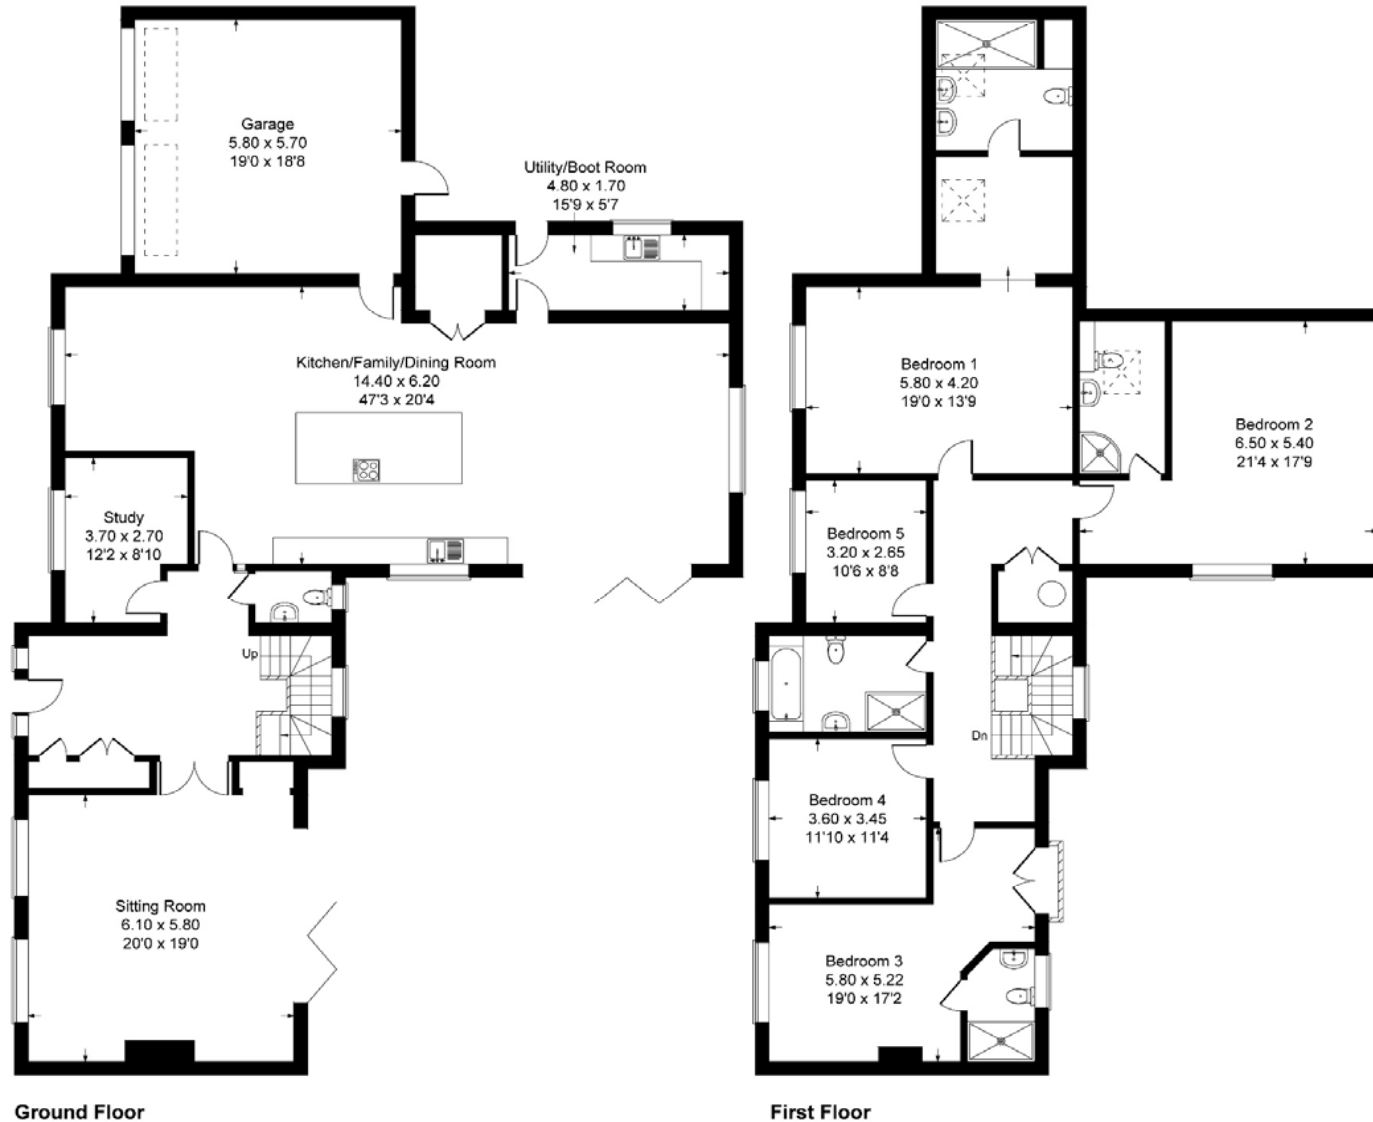 Garage
5.80 x 5.70
19'0 x 18'8
Utility/Boot Room
4.80 x 1.70
15'9 x 5'7
Kitchen/Family/Dining Room
14.40 x 6.20
47'3 x 20'4
Study
3.70 x 2.70
12'2 x 8'10
Up
Sitting Room
6.10 x 5.80
20'0 x 19'0
Ground Floor
Bedroom 1
5.80 x 4.20
19'0 x 13'9
Bedroom 2
6.50 x 5.40
21'4 x 17'9
Bedroom 5
3.20 x 2.65
10'6 x 8'8
Dn
Bedroom 4
3.60 x 3.45
11'10 x 11'4
Bedroom 3
5.80 x 5.22
19'0 x 17'2
First Floor